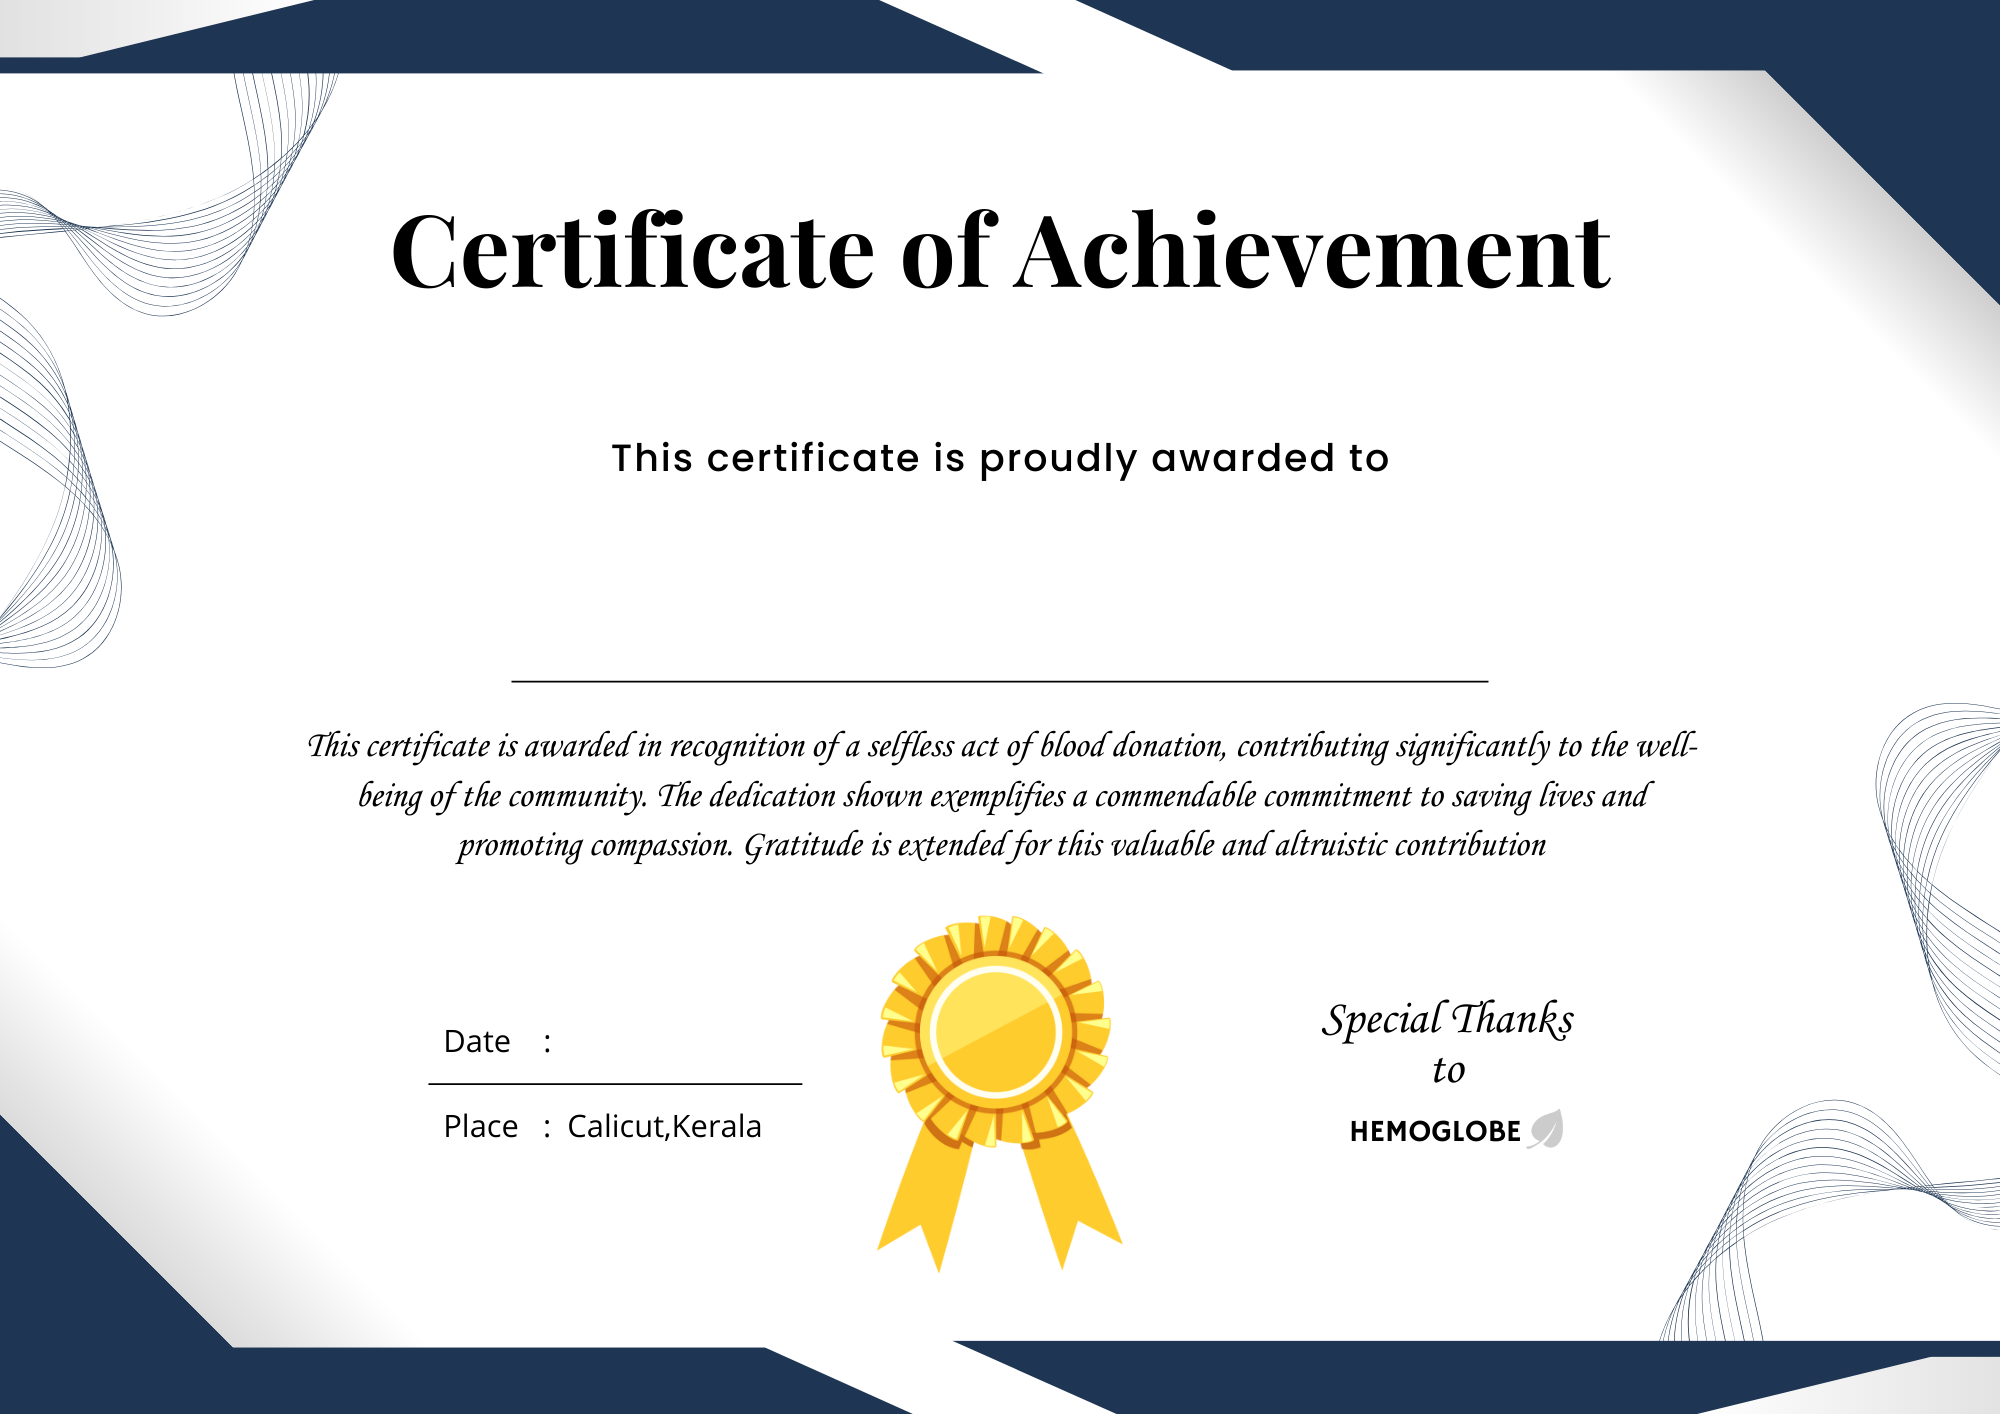 Certificate of Achievement
This certificate is proudly awarded to
This certificate is awarded in recognition of a selfless act of blood donation, contributing significantly to the well-
being of the community. The dedication shown exemplifies a commendable commitment to saving lives and
promoting compassion. Gratitude is extended for this valuable and altruistic contribution
Date :
Place : Calicut,Kerala
Special Thanks
to
HEMOGLOBE